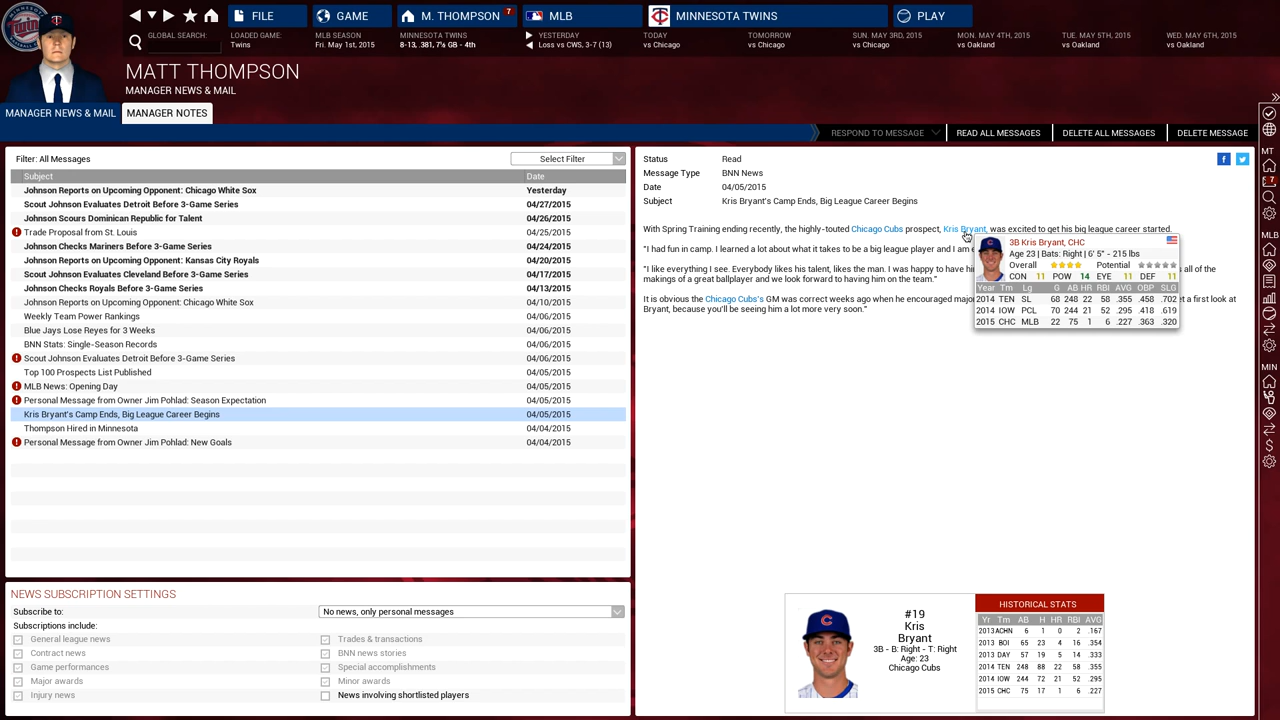 FILE
GAME
M. THOMPSON 7
MLB
MINNESOTA TWINS
PLAY
GLOBAL SEARCH:
LOADED GAME:
Twins
MLB SEASON
Fri. May 1st, 2015
MINNESOTA TWINS
8-13, .381, 7½ GB - 4th
YESTERDAY
Loss vs CWS, 3-7 (13)
TODAY
vs Chicago
TOMORROW
vs Chicago
SUN. MAY 3RD, 2015
vs Chicago
MON. MAY 4TH, 2015
vs Oakland
TUE. MAY 5TH, 2015
vs Oakland
WED. MAY 6TH, 2015
vs Oakland
MATT THOMPSON
MANAGER NEWS & MAIL
MANAGER NEWS & MAIL
MANAGER NOTES
RESPOND TO MESSAGE
READ ALL MESSAGES
DELETE ALL MESSAGES
DELETE MESSAGE
Filter: All Messages
Select Filter
Subject Date
Johnson Reports on Upcoming Opponent: Chicago White Sox Yesterday
Scout Johnson Evaluates Detroit Before 3-Game Series 04/27/2015
Johnson Scours Dominican Republic for Talent 04/26/2015
Trade Proposal from St. Louis 04/25/2015
Johnson Checks Mariners Before 3-Game Series 04/24/2015
Johnson Reports on Upcoming Opponent: Kansas City Royals 04/20/2015
Scout Johnson Evaluates Cleveland Before 3-Game Series 04/17/2015
Johnson Checks Royals Before 3-Game Series 04/13/2015
Johnson Reports on Upcoming Opponent: Chicago White Sox 04/10/2015
Weekly Team Power Rankings 04/06/2015
Blue Jays Lose Reyes for 3 Weeks 04/06/2015
BNN Stats: Single-Season Records 04/06/2015
Scout Johnson Evaluates Detroit Before 3-Game Series 04/06/2015
Top 100 Prospects List Published 04/05/2015
MLB News: Opening Day 04/05/2015
Personal Message from Owner Jim Pohlad: Season Expectation 04/05/2015
Kris Bryant's Camp Ends, Big League Career Begins 04/05/2015
Thompson Hired in Minnesota 04/04/2015
Personal Message from Owner Jim Pohlad: New Goals 04/04/2015
NEWS SUBSCRIPTION SETTINGS
Subscribe to: No news, only personal messages
Subscriptions include:
General league news Trades & transactions
Contract news BNN news stories
Game performances Special accomplishments
Major awards Minor awards
Injury news News involving shortlisted players
Status Read
Message Type BNN News
Date 04/05/2015
Subject Kris Bryant's Camp Ends, Big League Career Begins
With Spring Training ending recently, the highly-touted Chicago Cubs prospect, Kris Bryant, was excited to get his big league career started.
"I had fun in camp. I learned a lot about what it takes to be a big league player and I am e
"I like everything I see. Everybody likes his talent, likes the man. I was happy to have hi s all of the
makings of a great ballplayer and we look forward to having him on the team."
It is obvious the Chicago Cubs's GM was correct weeks ago when he encouraged major et a first look at
Bryant, because you'll be seeing him a lot more very soon."
3B Kris Bryant, CHC
Age 23 | Bats: Right | 6' 5" - 215 lbs
Overall Potential
CON 11 POW 14 EYE 11 DEF 11
Year Tm Lg G AB HR RBI AVG OBP SLG
2014 TEN SL 68 248 22 58 .355 .458 .702
2014 IOW PCL 70 244 21 52 .295 .418 .619
2015 CHC MLB 22 75 1 6 .227 .363 .320
#19
Kris
Bryant
3B - B: Right - T: Right
Age: 23
Chicago Cubs
HISTORICAL STATS
Yr Tm AB H HR RBI AVG
2013 ACHN 6 1 0 2 .167
2013 BOI 65 23 4 16 .354
2013 DAY 57 19 5 14 .333
2014 TEN 248 88 22 58 .355
2014 IOW 244 72 21 52 .295
2015 CHC 75 17 1 6 .227
MT
7
MLB
MIN